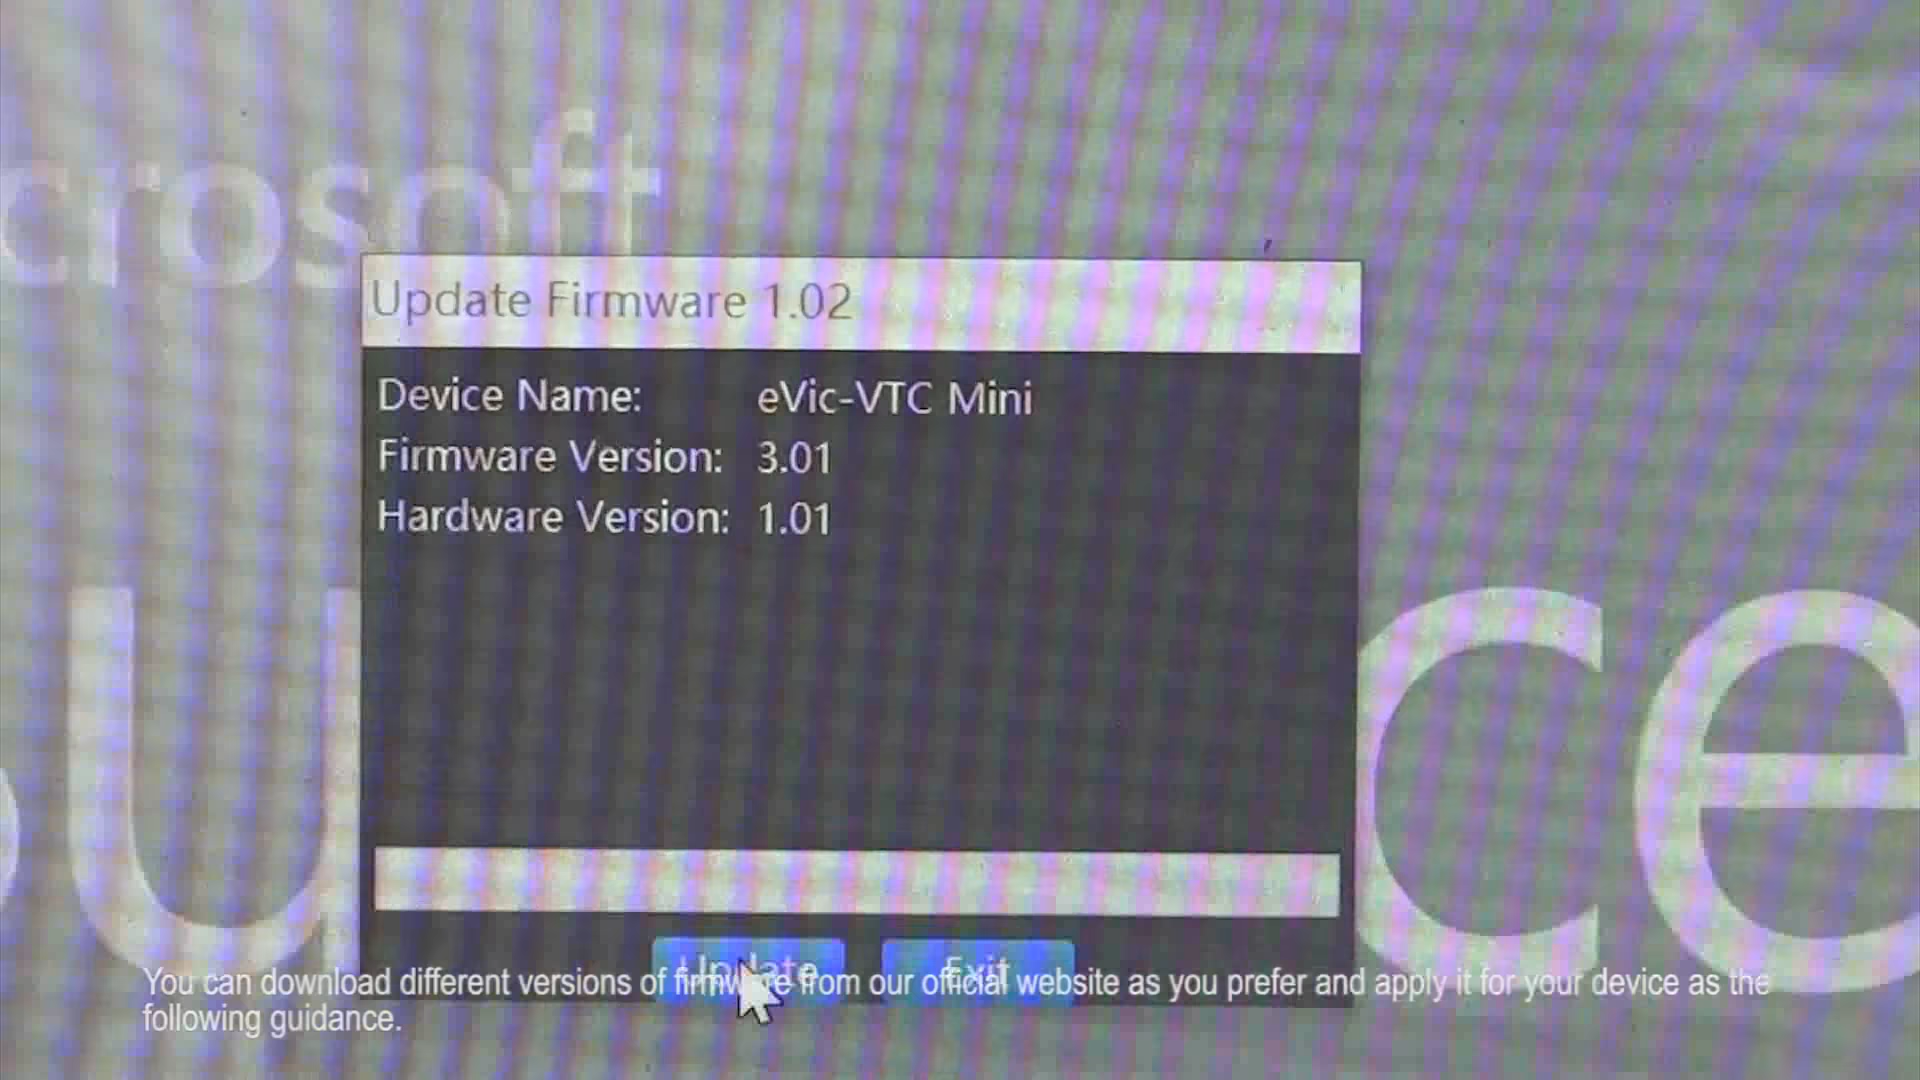 crosoft
Update Firmware 1.02
Device Name: eVic-VTC Mini
Firmware Version: 3.01
Hardware Version: 1.01
u
ce
Update Exit
You can download different versions of firmware from our official website as you prefer and apply it for your device as the
following guidance.